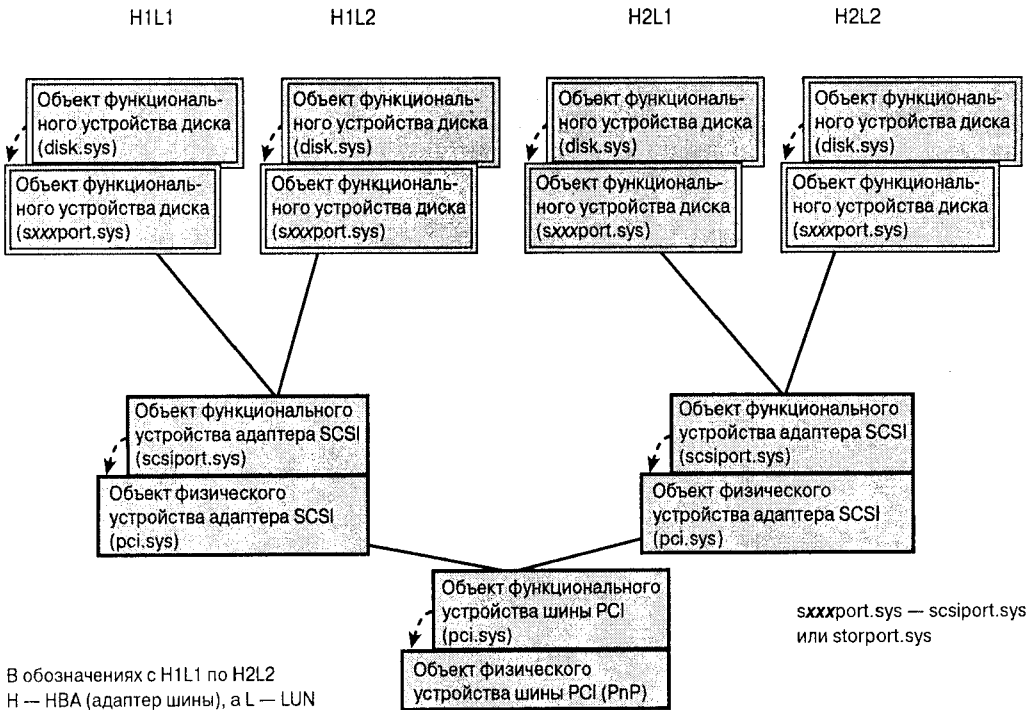 H1L1 H1L2 H2L1 H2L2
Объект функциональ-
ного устройства диска
(disk.sys)
Объект функциональ-
ного устройства диска
(sxxxport.sys)
Объект функциональ-
ного устройства диска
(disk.sys)
Объект функциональ-
ного устройства диска
(sxxxport.sys)
Объект функциональ-
ного устройства диска
(disk.sys)
Объект функциональ-
ного устройства диска
(sxxxport.sys)
Объект функциональ-
ного устройства диска
(disk.sys)
Объект функциональ-
ного устройства диска
(sxxxport.sys)
Объект функционального
устройства адаптера SCSI
(scsiport.sys)
Объект физического
устройства адаптера SCSI
(pci.sys)
Объект функционального
устройства адаптера SCSI
(scsiport.sys)
Объект физического
устройства адаптера SCSI
(pci.sys)
Объект функционального
устройства шины PCI
(pci.sys)
Объект физического
устройства шины PCI (PnP)
sxxxport.sys — scsiport.sys
или storport.sys
В обозначениях с H1L1 по H2L2
H — HBA (адаптер шины), а L — LUN